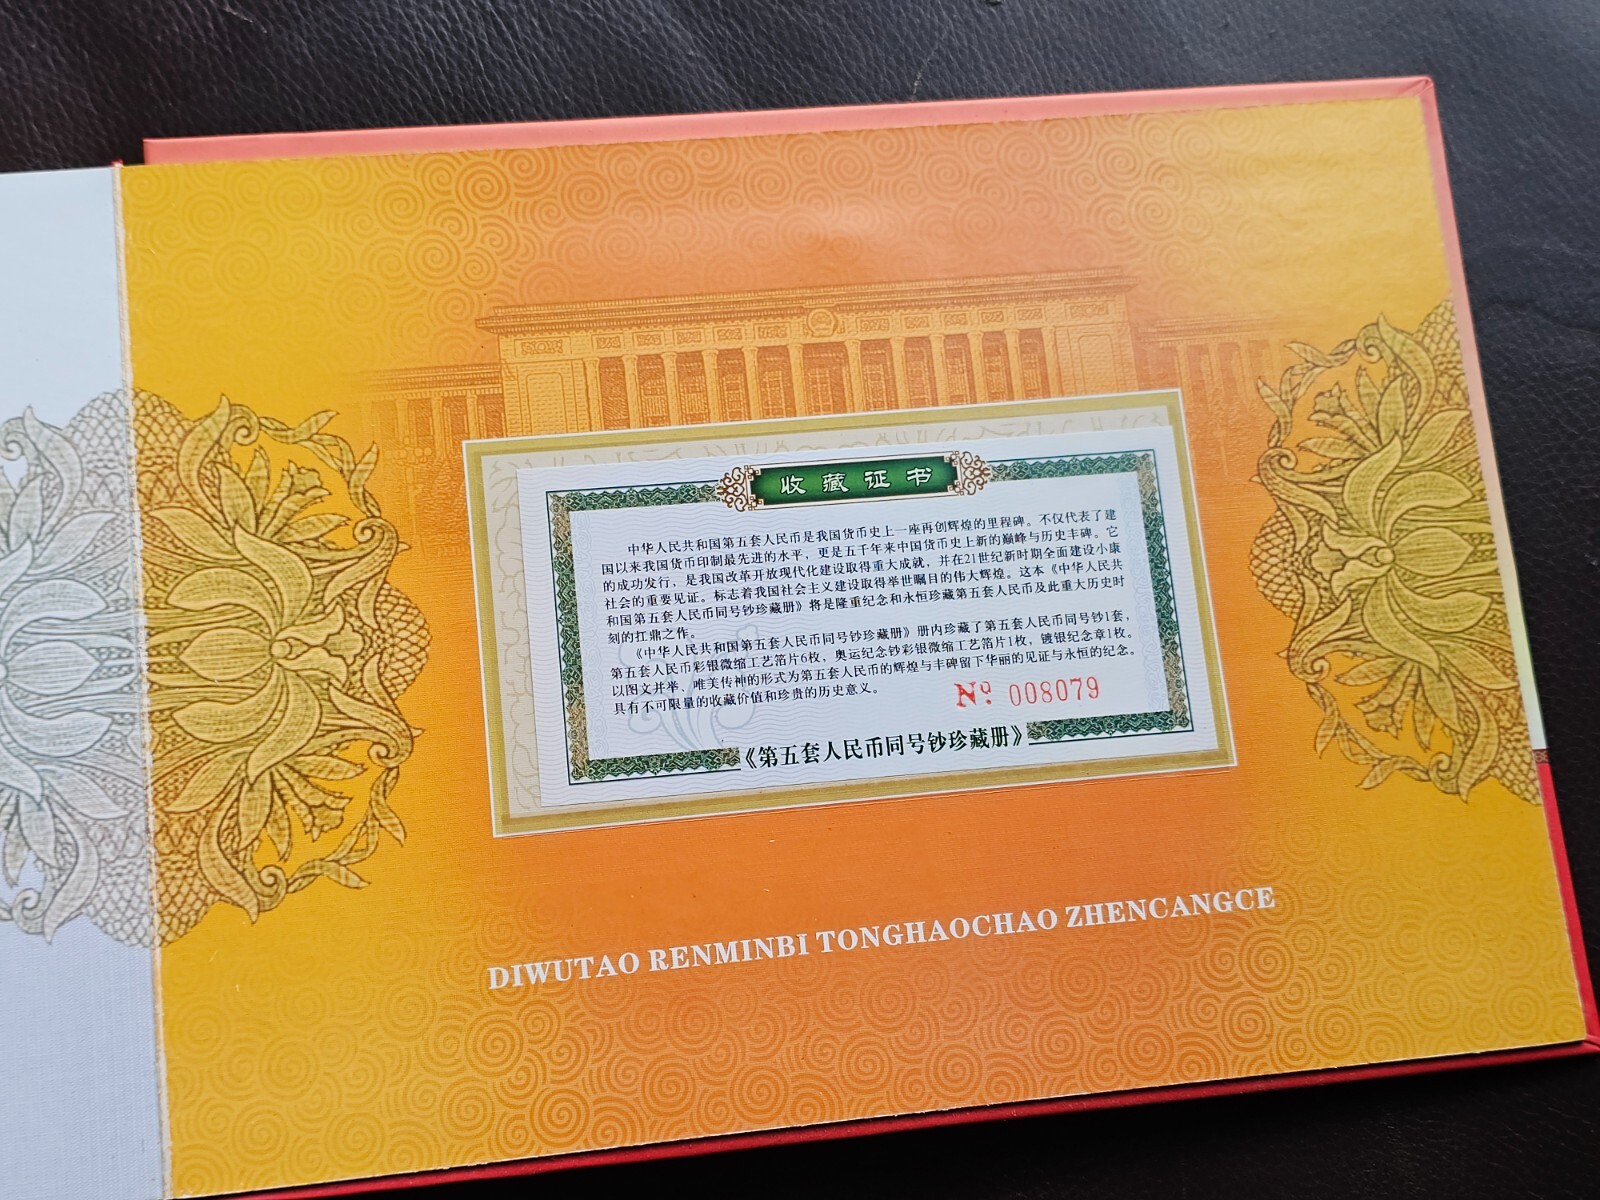 收藏证书
中华人民共和国第五套人民币是我国货币史上一座再创辉煌的里程碑。不仅代表了建
国以来我国货币印制最先进的水平，更是五千年来中国货币史上新的巅峰与历史丰碑。它
的成功发行，是我国改革开放现代化建设取得重大成就，并在21世纪新时期全面建设小康
社会的重要见证。标志着我国社会主义建设取得举世瞩目的伟大辉煌。这本《中华人民共
和国第五套人民币同号钞珍藏册》将是隆重纪念和永恒珍藏第五套人民币及此重大历史时
刻的扛鼎之作。
《中华人民共和国第五套人民币同号钞珍藏册》册内珍藏了第五套人民币同号钞1套，
第五套人民币彩银微缩工艺箔片6枚，奥运纪念钞彩银微缩工艺箔片1枚，镀银纪念章1枚。
以图文并举、唯美传神的形式为第五套人民币的辉煌与丰碑留下华丽的见证与永恒的纪念。
具有不可限量的收藏价值和珍贵的历史意义。
Nº. 008079
《第五套人民币同号钞珍藏册》
DIWUTAO RENMINBI TONGHAOCHAO ZHENCANGCE